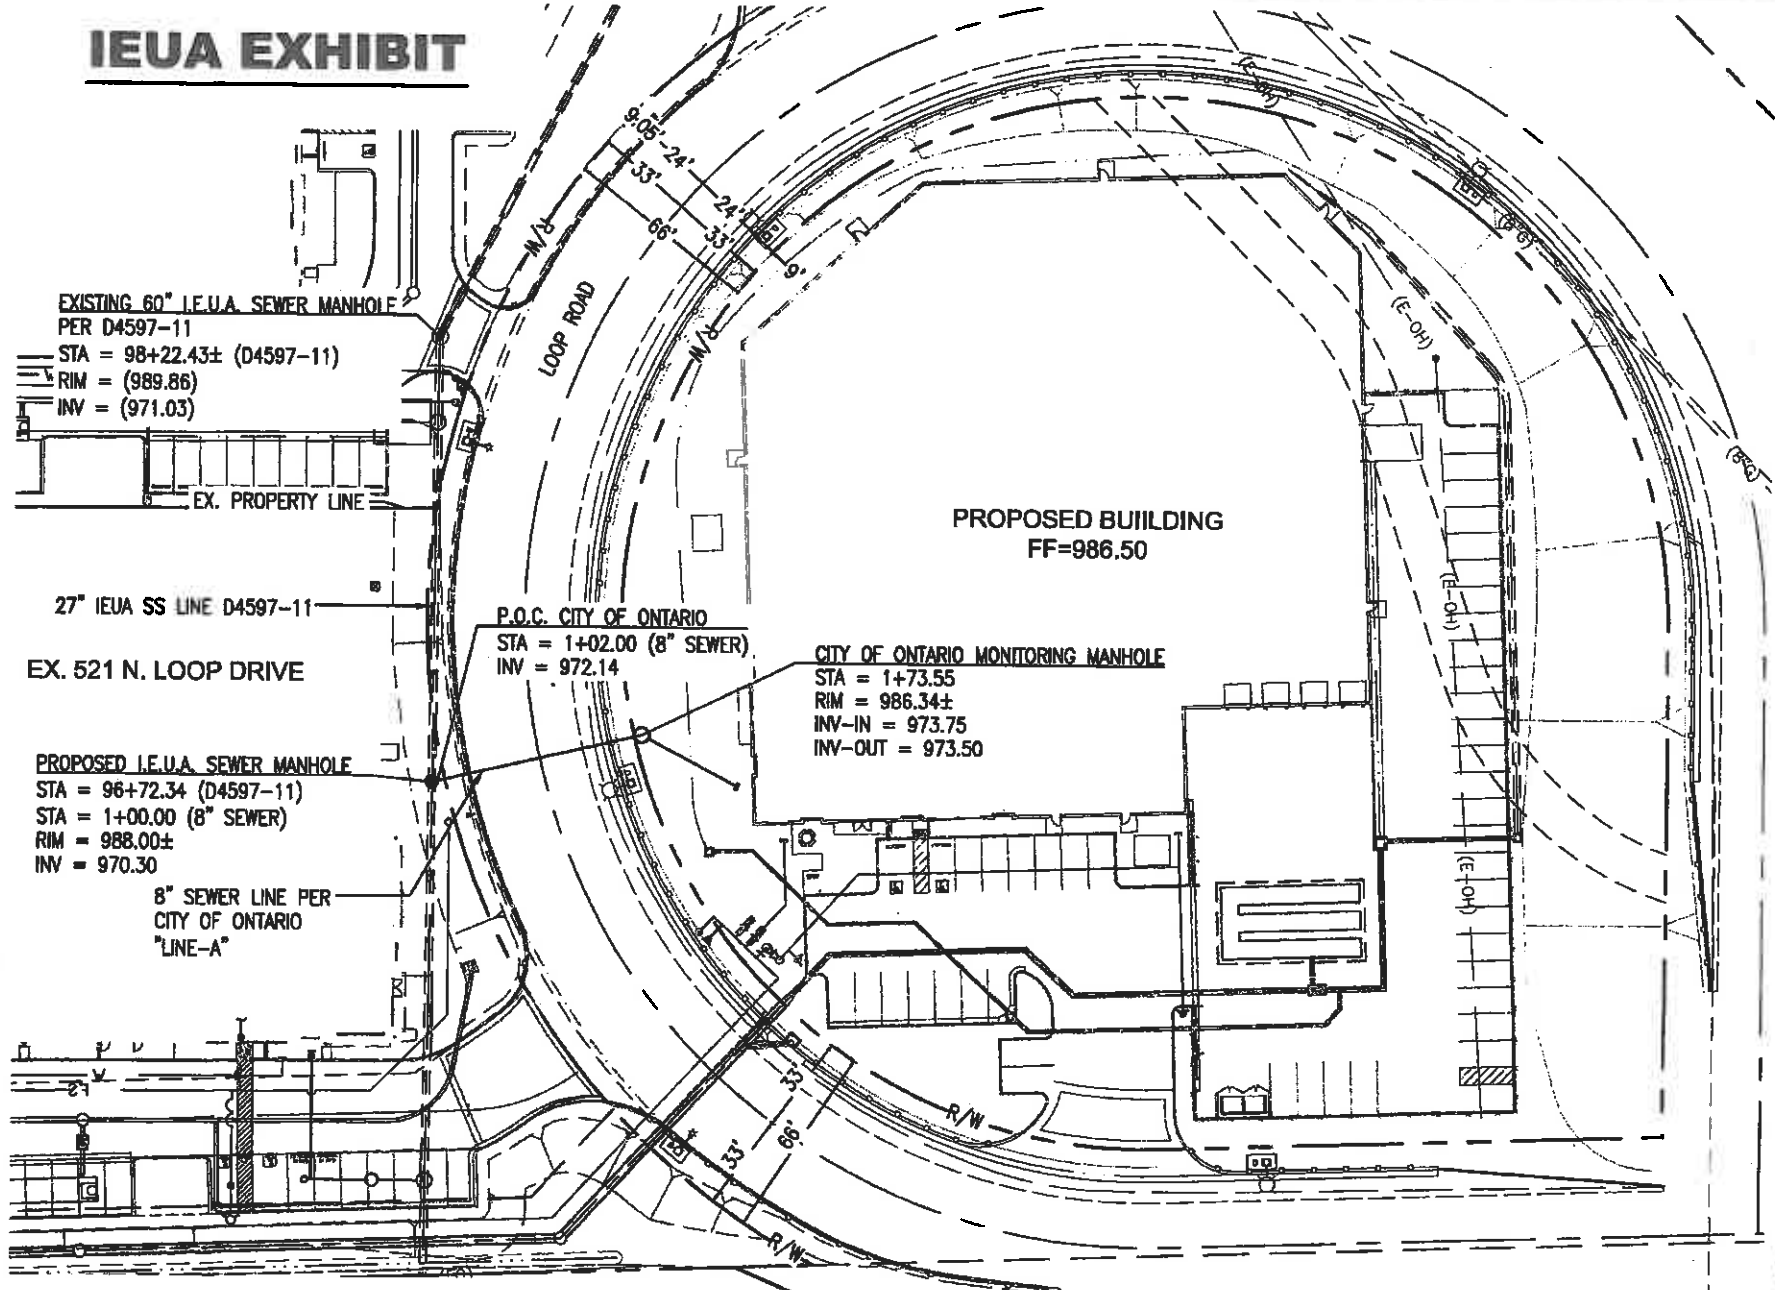 IEUA EXHIBIT
9.05'-24'
33'
66'
24'
33'
9'
R/W
LOOP ROAD
R/W
EXISTING 60" I.E.U.A. SEWER MANHOLE
PER D4597-11
STA = 98+22.43± (D4597-11)
RIM = (989.86)
INV = (971.03)
(E-OH)
(8"G)
(E-OH)
(8"G)
EX. PROPERTY LINE
PROPOSED BUIILDING
FF=986.50
27" IEUA SS LINE D4597-11
P.O.C. CITY OF ONTARIO
STA = 1+02.00 (8" SEWER)
INV = 972.14
(E-OH)
EX. 521 N. LOOP DRIVE
CITY OF ONTARIO MONITORING MANHOLE
STA = 1+73.55
RIM = 986.34±
INV-IN = 973.75
INV-OUT = 973.50
PROPOSED I.E.U.A. SEWER MANHOLE
STA = 96+72.34 (D4597-11)
STA = 1+00.00 (8" SEWER)
RIM = 988.00±
INV = 970.30
8" SEWER LINE PER
CITY OF ONTARIO
"LINE-A"
(E-OH)
33'
66'
33'
R/W
R/W